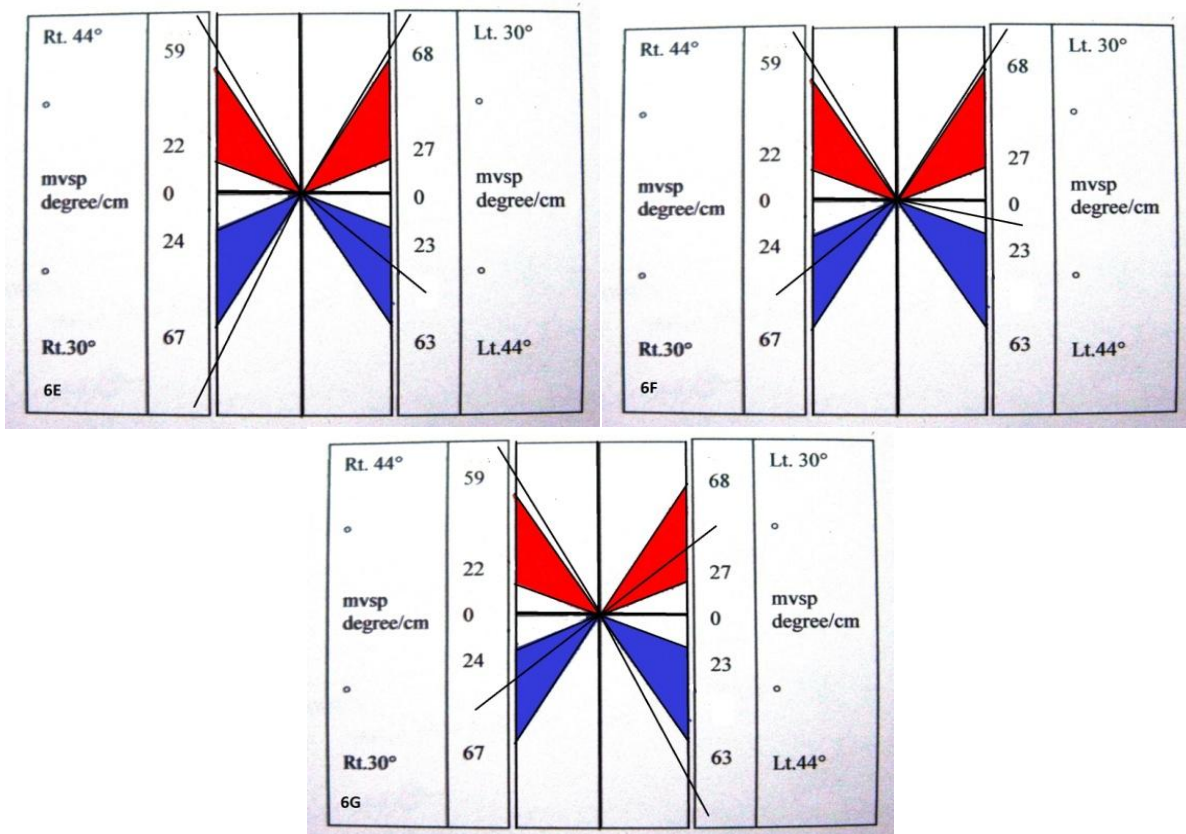 Rt. 44°
59
68
Lt. 30°
22
27
mvsp
degree/cm
0
0
mvsp
degree/cm
24
23
Rt.30°
67
63
Lt.44°
6E
Rt. 44°
59
68
Lt. 30°
22
27
mvsp
degree/cm
0
0
mvsp
degree/cm
24
23
Rt.30°
67
63
Lt.44°
6F
Rt. 44°
59
68
Lt. 30°
22
27
mvsp
degree/cm
0
0
mvsp
degree/cm
24
23
Rt.30°
67
63
Lt.44°
6G